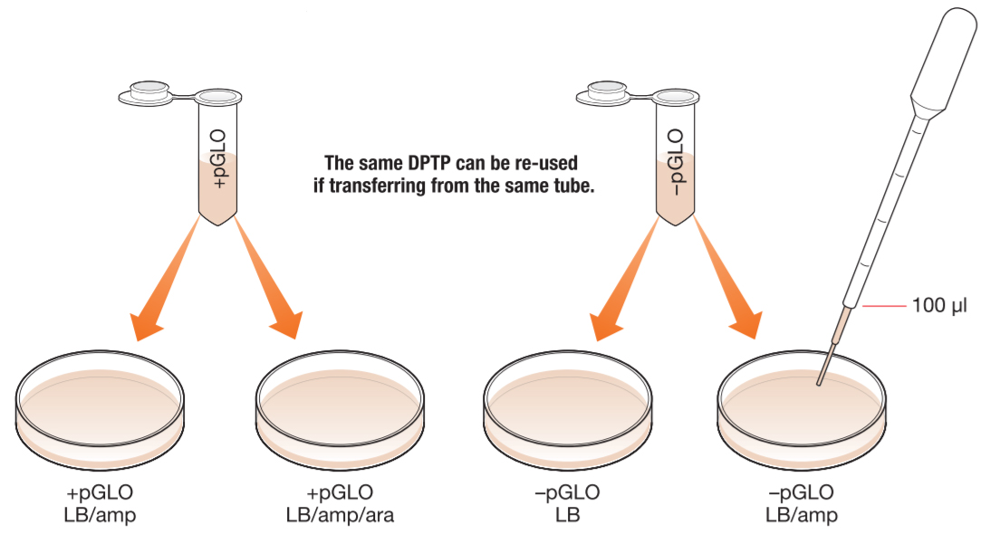 +pGLO
The same DPTP can be re-used
if transferring from the same tube.
–pGLO
100 µl
+pGLO
LB/amp
+pGLO
LB/amp/ara
–pGLO
LB
–pGLO
LB/amp